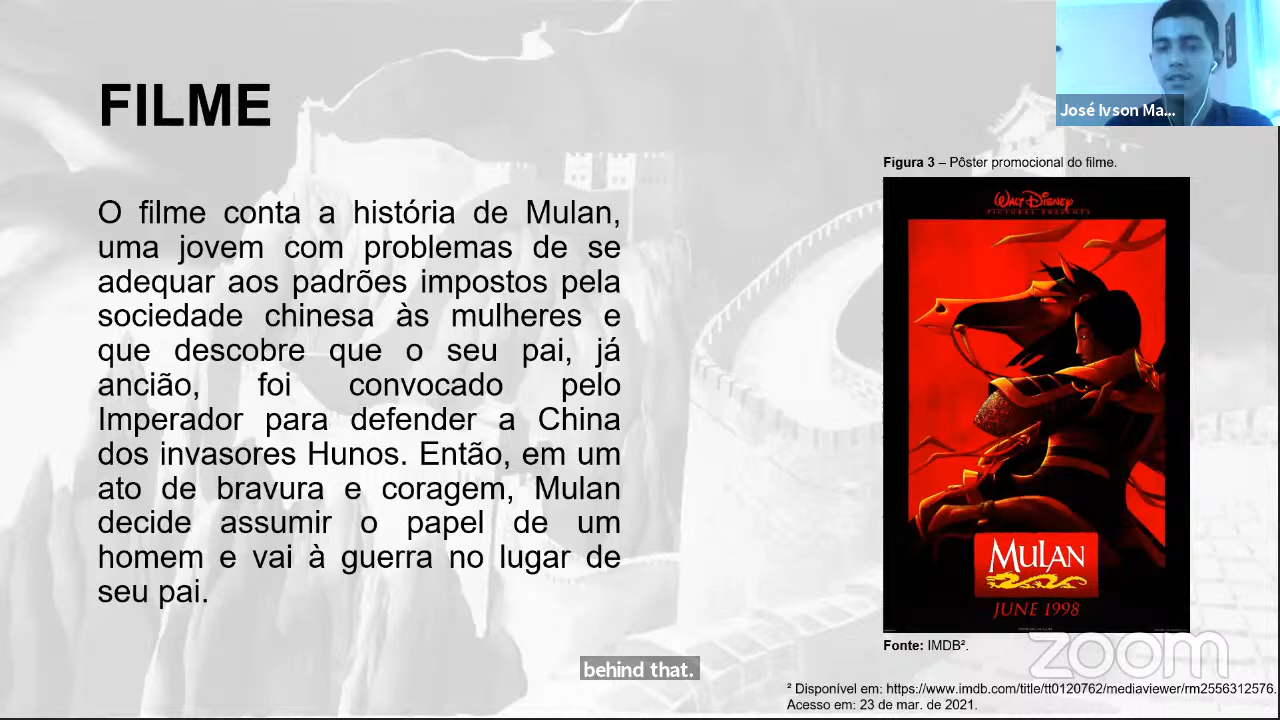 José Ivson Ma...
FILME
O filme conta a história de Mulan,
uma jovem com problemas de se
adequar aos padrões impostos pela
sociedade chinesa às mulheres e
que descobre que o seu pai, já
ancião, foi convocado pelo
Imperador para defender a China
dos invasores Hunos. Então, em um
ato de bravura e coragem, Mulan
decide assumir o papel de um
homem e vai à guerra no lugar de
seu pai.
Figura 3 – Pôster promocional do filme.
WALT DISNEY
PICTURES PRESENTS
MULAN
JUNE 1998
Fonte: IMDB².
zoom
behind that.
² Disponível em: https://www.imdb.com/title/tt0120762/mediaviewer/rm2556312576.
Acesso em: 23 de mar. de 2021.